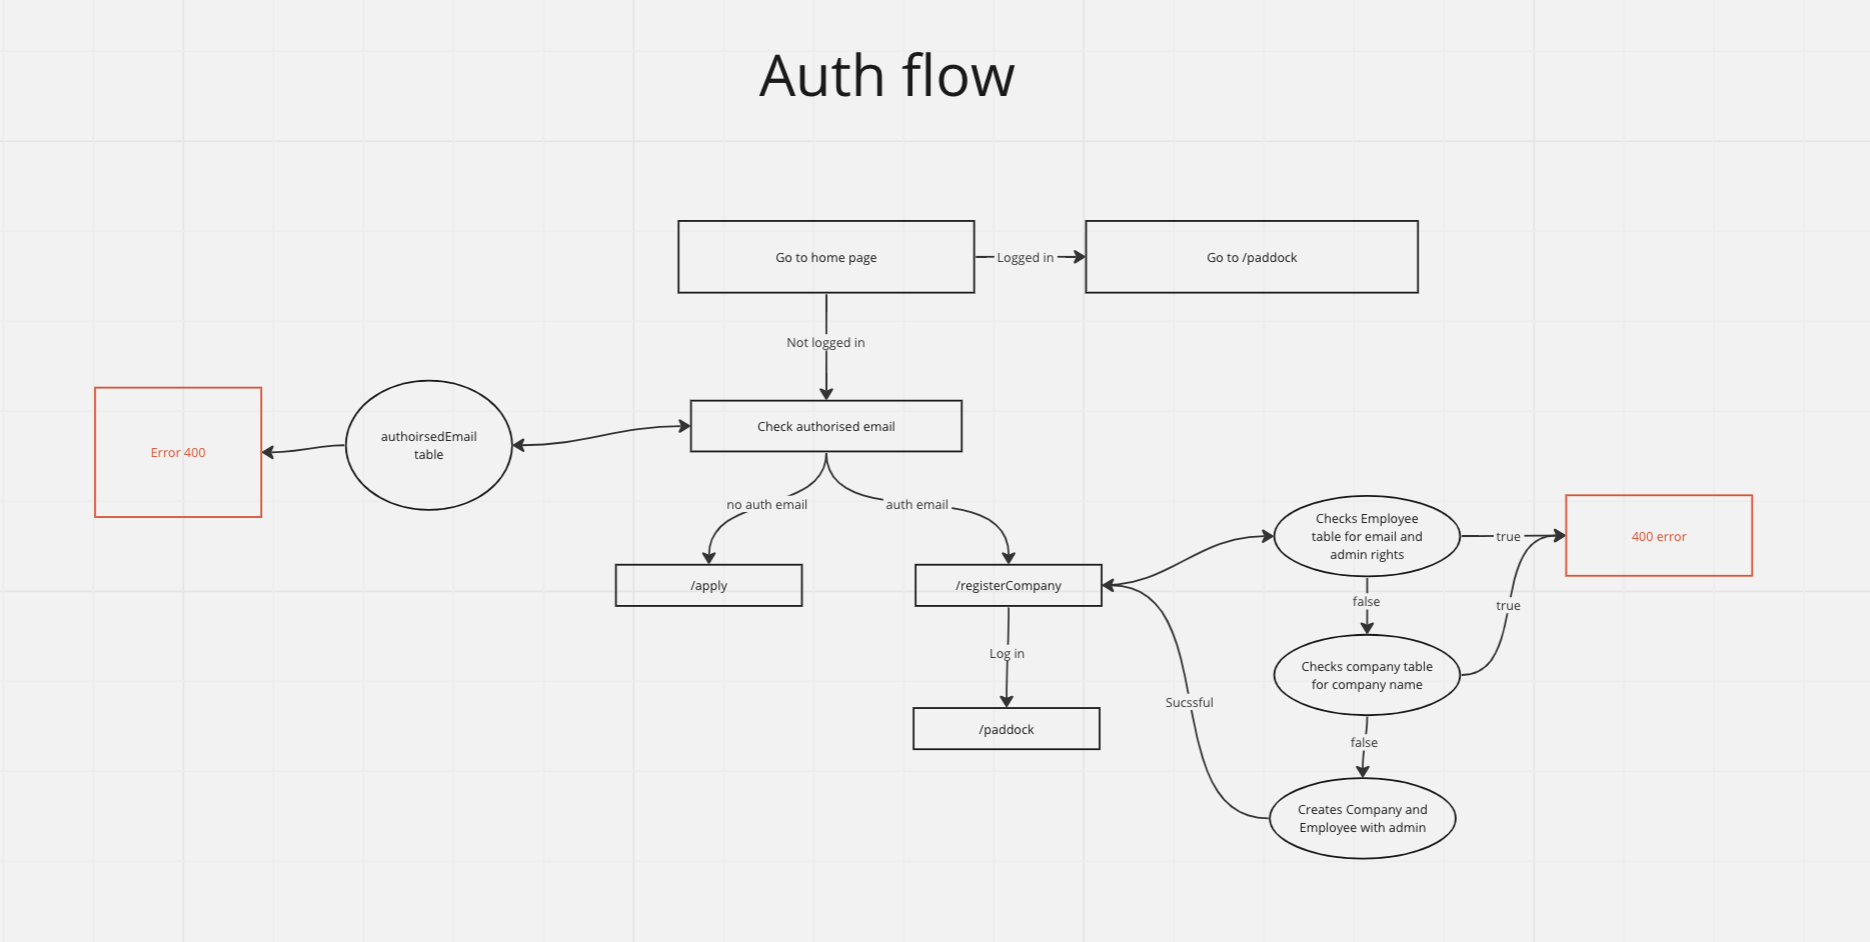 Auth flow
Go to home page
Logged in
Go to /paddock
Not logged in
Check authorised email
authoirsedEmail
table
Error 400
no auth email
auth email
/apply
/registerCompany
Log in
/paddock
Checks Employee
table for email and
admin rights
true
400 error
false
true
Checks company table
for company name
Sucssful
false
Creates Company and
Employee with admin